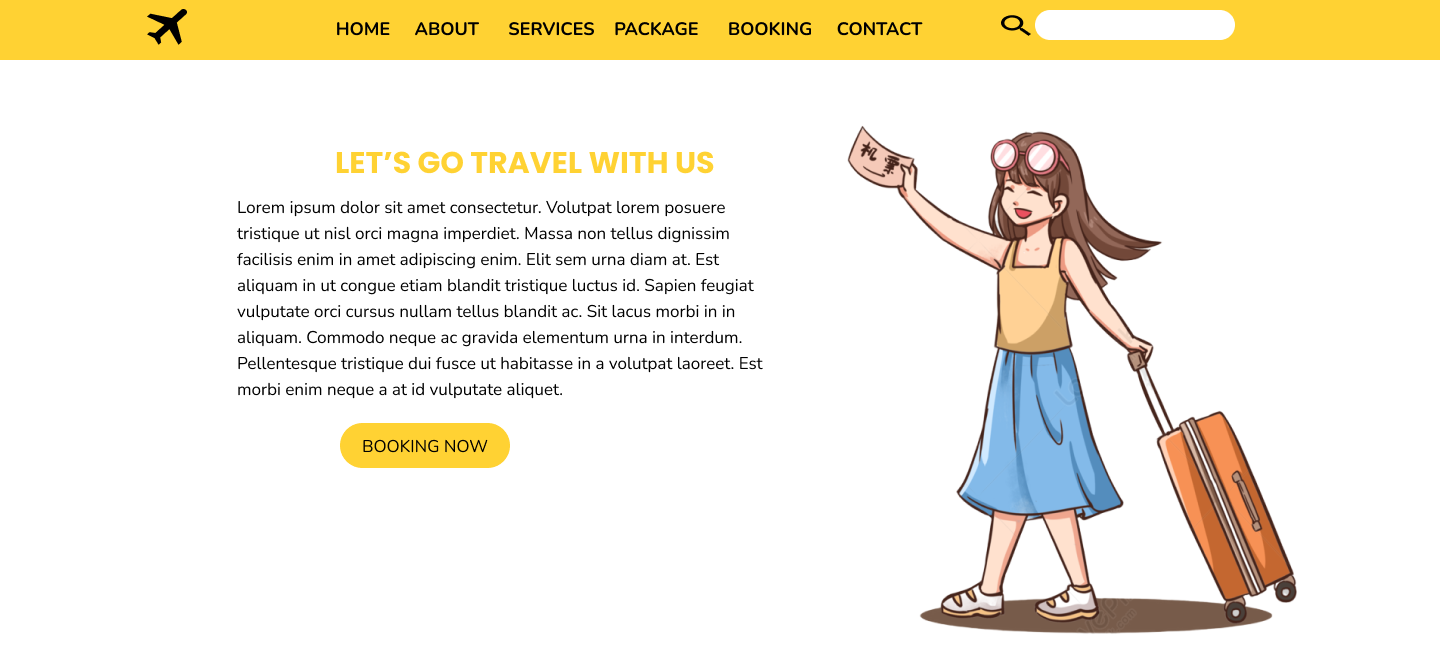 HOME ABOUT SERVICES PACKAGE BOOKING CONTACT
LET’S GO TRAVEL WITH US
Lorem ipsum dolor sit amet consectetur. Volutpat lorem posuere
tristique ut nisl orci magna imperdiet. Massa non tellus dignissim
facilisis enim in amet adipiscing enim. Elit sem urna diam at. Est
aliquam in ut congue etiam blandit tristique luctus id. Sapien feugiat
vulputate orci cursus nullam tellus blandit ac. Sit lacus morbi in in
aliquam. Commodo neque ac gravida elementum urna in interdum.
Pellentesque tristique dui fusce ut habitasse in a volutpat laoreet. Est
morbi enim neque a at id vulputate aliquet.
BOOKING NOW
机票